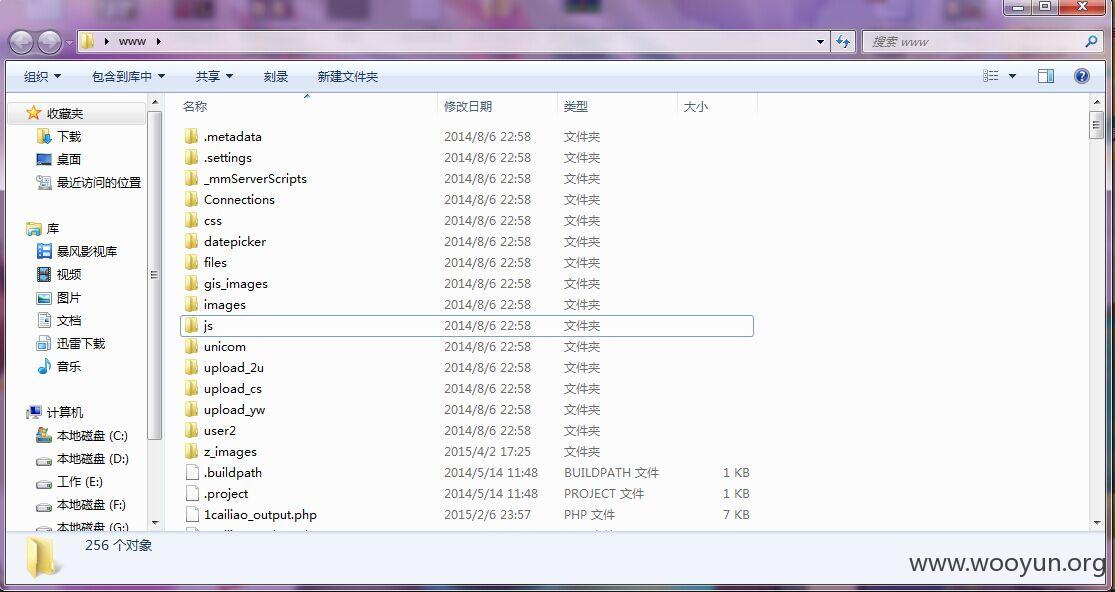 www
搜索 www
组织 包含到库中 共享 刻录 新建文件夹
收藏夹
下载
桌面
最近访问的位置
库
暴风影视库
视频
图片
文档
迅雷下载
音乐
计算机
本地磁盘 (C:)
本地磁盘 (D:)
工作 (E:)
本地磁盘 (F:)
本地磁盘 (G:)
名称 修改日期 类型 大小
.metadata 2014/8/6 22:58 文件夹
.settings 2014/8/6 22:58 文件夹
_mmServerScripts 2014/8/6 22:58 文件夹
Connections 2014/8/6 22:58 文件夹
css 2014/8/6 22:58 文件夹
datepicker 2014/8/6 22:58 文件夹
files 2014/8/6 22:58 文件夹
gis_images 2014/8/6 22:58 文件夹
images 2014/8/6 22:58 文件夹
js 2014/8/6 22:58 文件夹
unicom 2014/8/6 22:58 文件夹
upload_2u 2014/8/6 22:58 文件夹
upload_cs 2014/8/6 22:58 文件夹
upload_yw 2014/8/6 22:58 文件夹
user2 2014/8/6 22:58 文件夹
z_images 2015/4/2 17:25 文件夹
.buildpath 2014/5/14 11:48 BUILDPATH 文件 1 KB
.project 2014/5/14 11:48 PROJECT 文件 1 KB
1cailiao_output.php 2015/2/6 23:57 PHP 文件 7 KB
256 个对象
www.wooyun.org